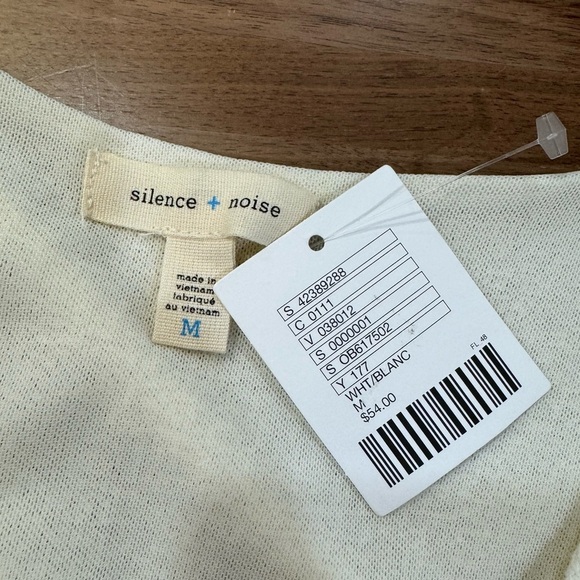 silence + noise
made in
vietnam
fabriqué
au vietnam
M
S 42389288
C 0111
V 038012
S 0000001
S OB617502
Y 177
WHT/BLANC
M
$54.00
FL 48